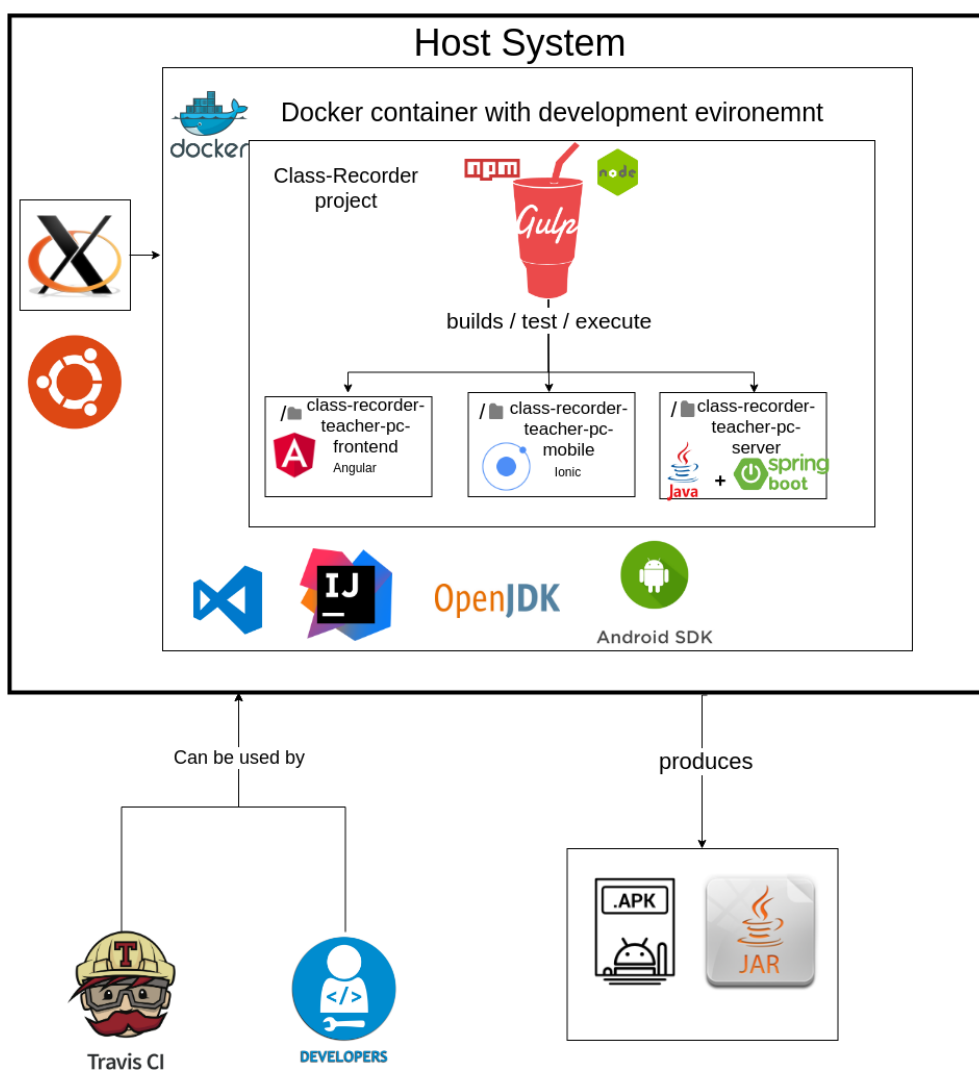 Host System
docker
Docker container with development evironemnt
Class-Recorder
project
npm
Gulp
node
builds / test / execute
/ class-recorder-
teacher-pc-
frontend
Angular
/ class-recorder-
teacher-pc-
mobile
Ionic
/ class-recorder-
teacher-pc-
server
Java
+
spring
boot
IJ
OpenJDK
Android SDK
Can be used by
produces
T
Travis CI
</>
DEVELOPERS
.APK
JAR